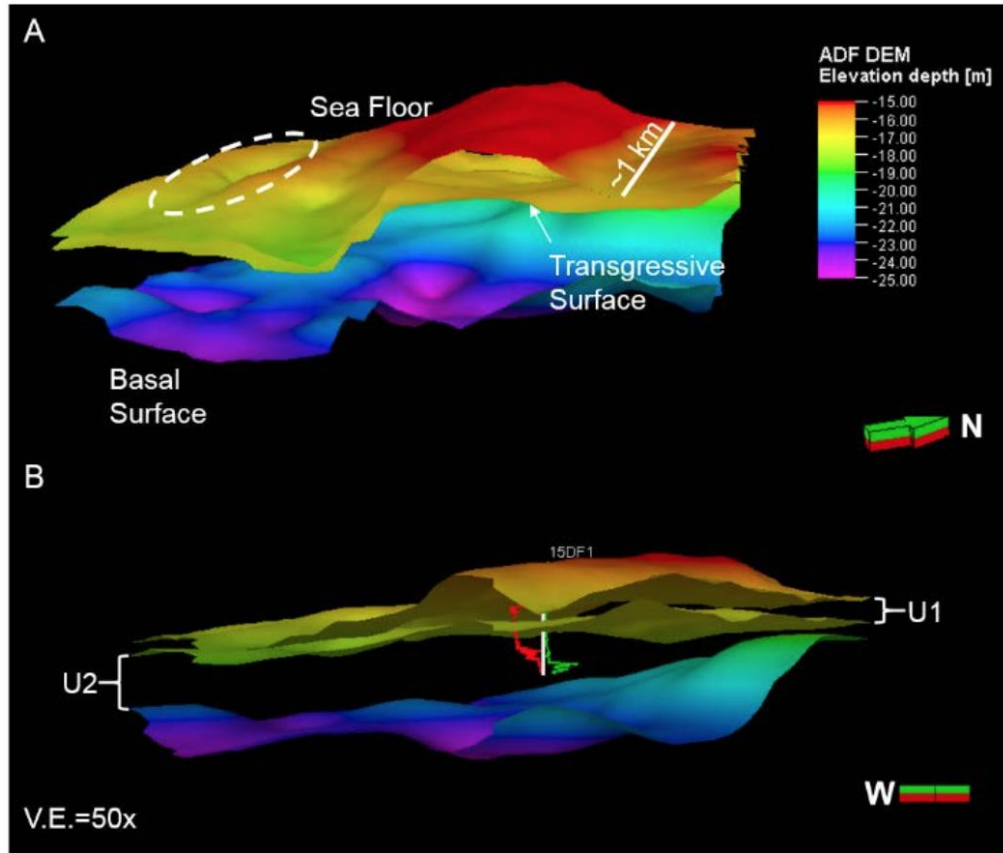 A
ADF DEM
Elevation depth [m]
Sea Floor
-15.00
-16.00
-17.00
-18.00
-19.00
-20.00
-21.00
-22.00
-23.00
-24.00
-25.00
~1 km
Transgressive
Surface
Basal
Surface
N
B
15DF1
U1
U2
W
V.E.=50x